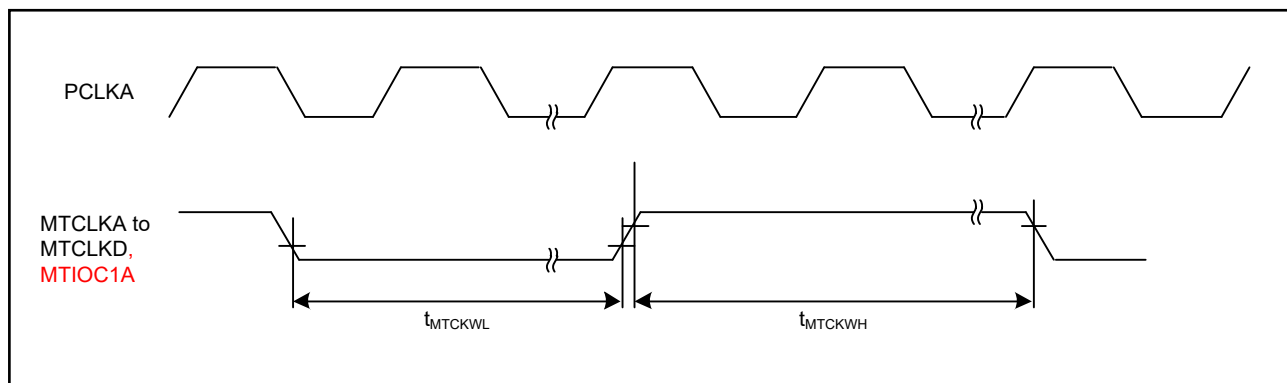 PCLKA
MTCLKA to
MTCLKD,
MTIOC1A
tMTCKWL
tMTCKWH